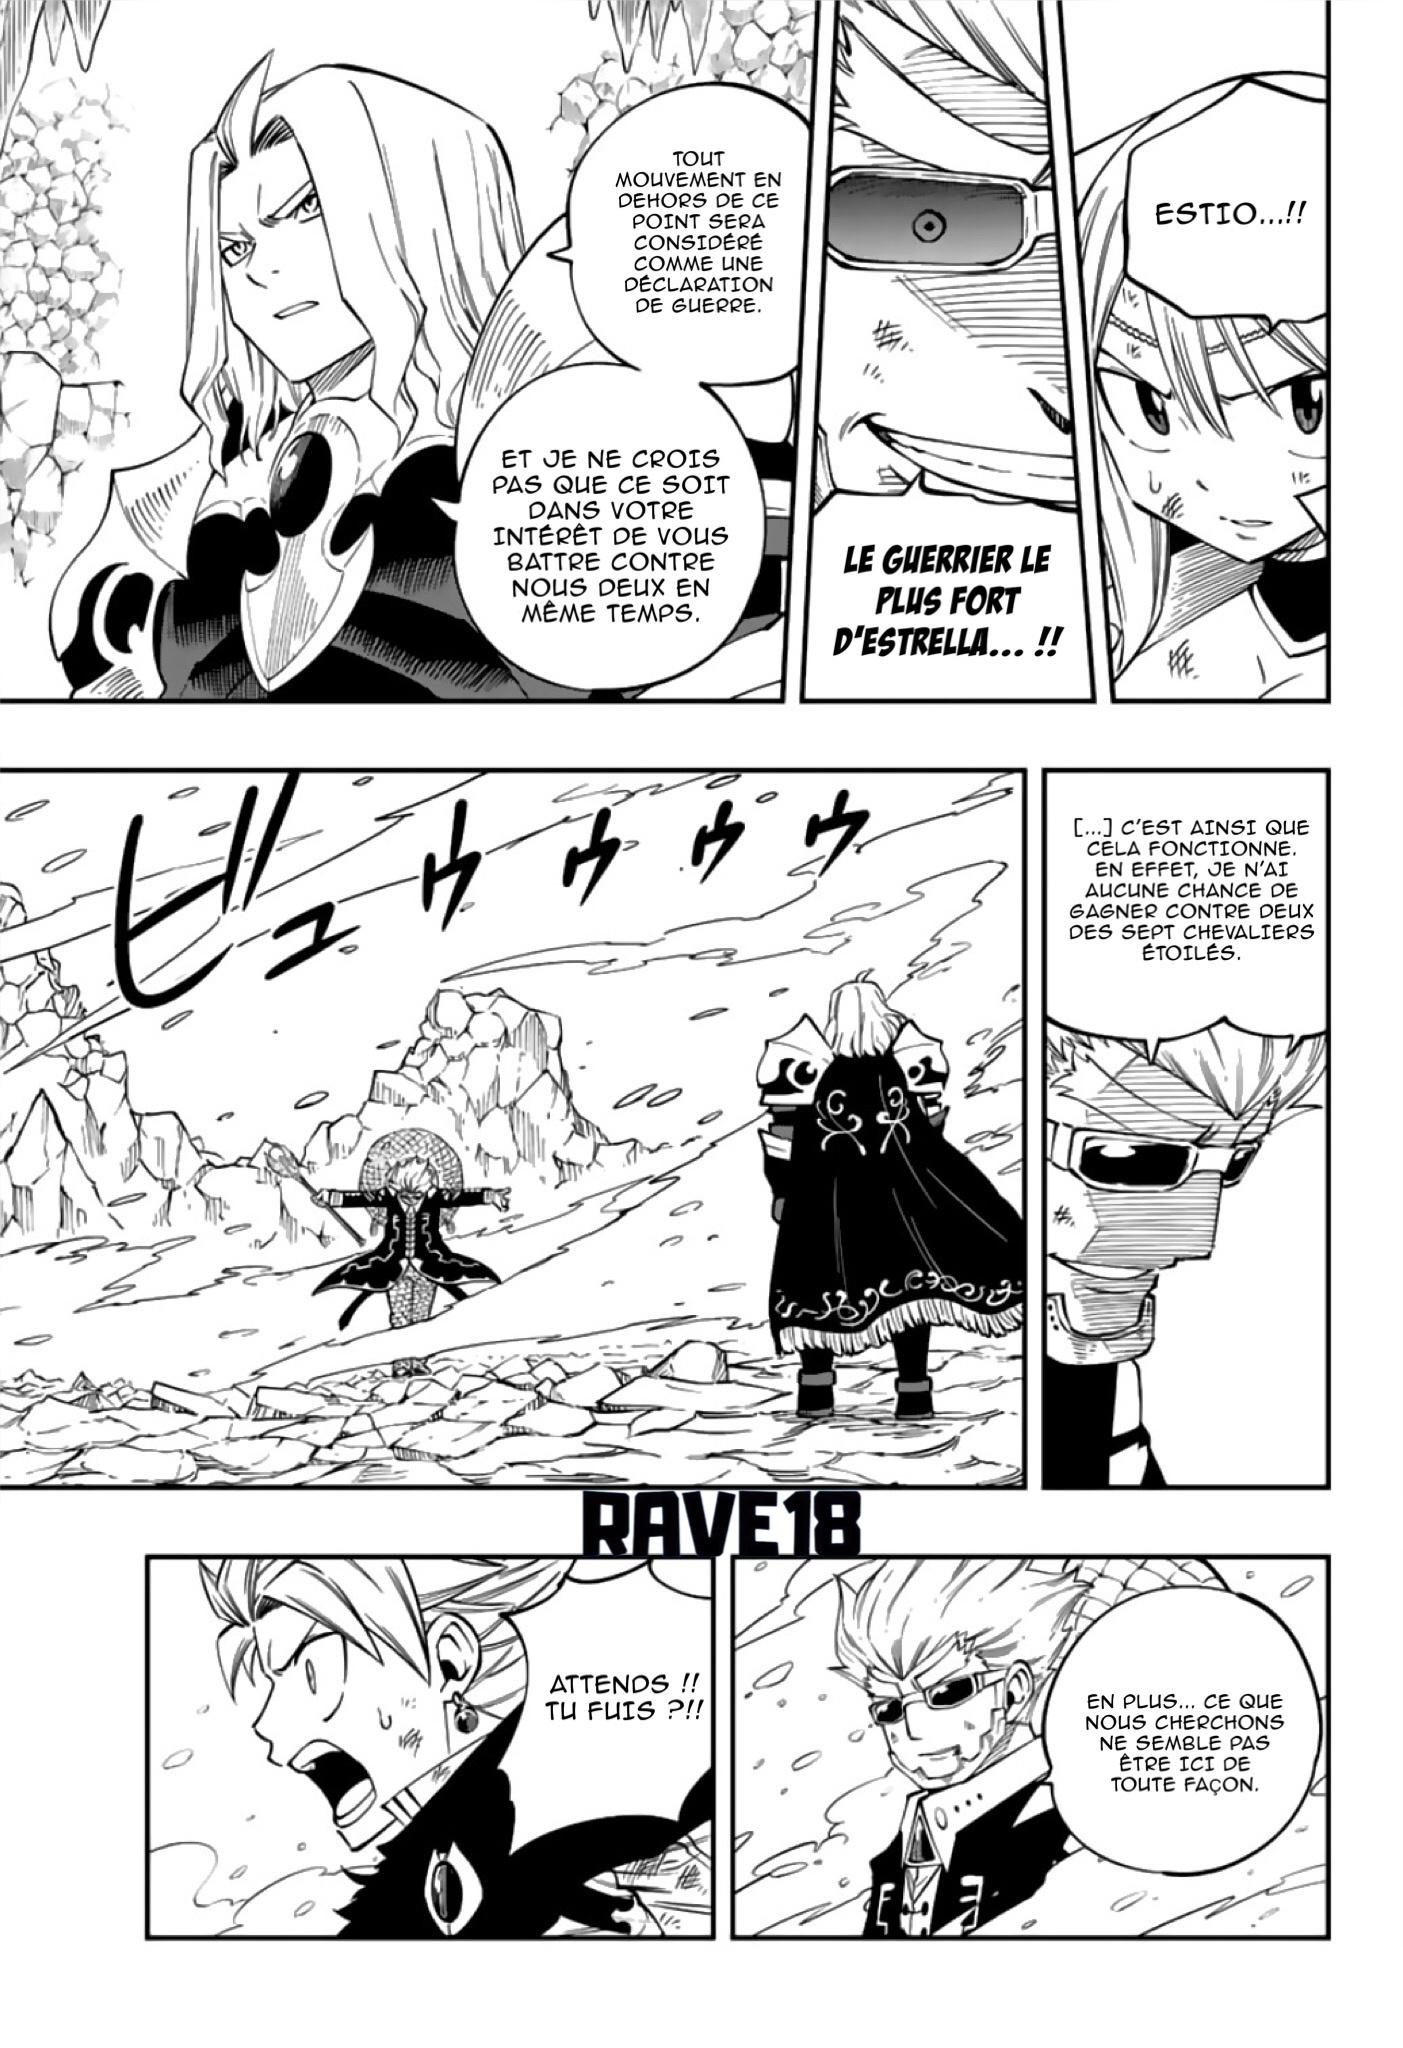 ESTIO...!!
LE GUERRIER LE
PLUS FORT
D'ESTRELLA... !!
TOUT
MOUVEMENT EN
DEHORS DE CE
POINT SERA
CONSIDÉRÉ
COMME UNE
DÉCLARATION
DE GUERRE.
ET JE NE CROIS
PAS QUE CE SOIT
DANS VOTRE
INTÉRÊT DE VOUS
BATTRE CONTRE
NOUS DEUX EN
MÊME TEMPS.
[...] C'EST AINSI QUE
CELA FONCTIONNE.
EN EFFET, JE N'AI
AUCUNE CHANCE DE
GAGNER CONTRE DEUX
DES SEPT CHEVALIERS
ÉTOILÉS.
ビュウウウウ
RAVE18
EN PLUS... CE QUE
NOUS CHERCHONS
NE SEMBLE PAS
ÊTRE ICI DE
TOUTE FAÇON.
ATTENDS !!
TU FUIS ?!!